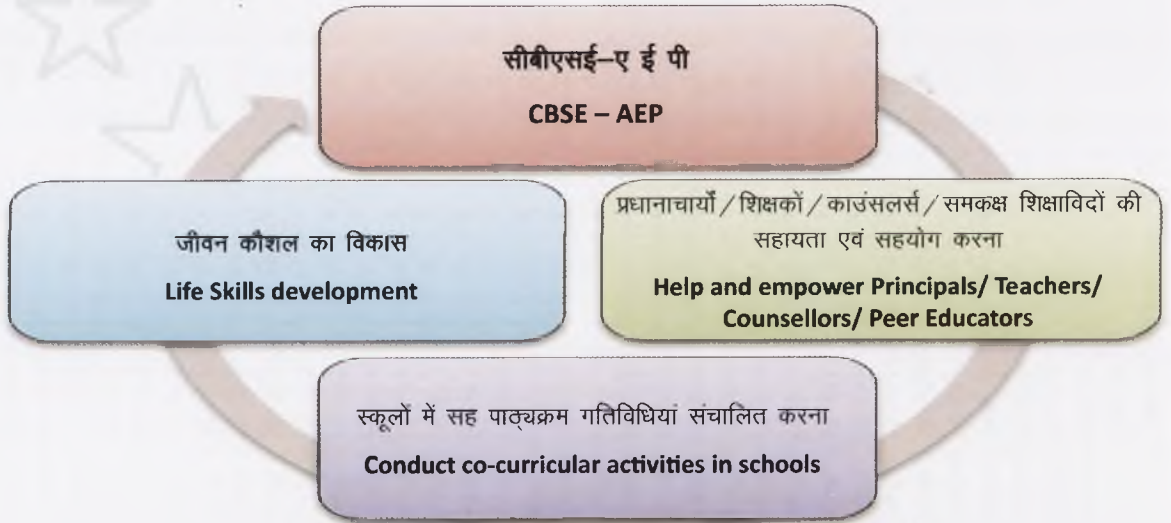 सीबीएसई–ए ई पी
CBSE – AEP
जीवन कौशल का विकास
Life Skills development
प्रधानाचार्यों / शिक्षकों / काउंसलर्स / समकक्ष शिक्षाविदों की
सहायता एवं सहयोग करना
Help and empower Principals/ Teachers/
Counsellors/ Peer Educators
स्कूलों में सह पाठ्यक्रम गतिविधियां संचालित करना
Conduct co-curricular activities in schools